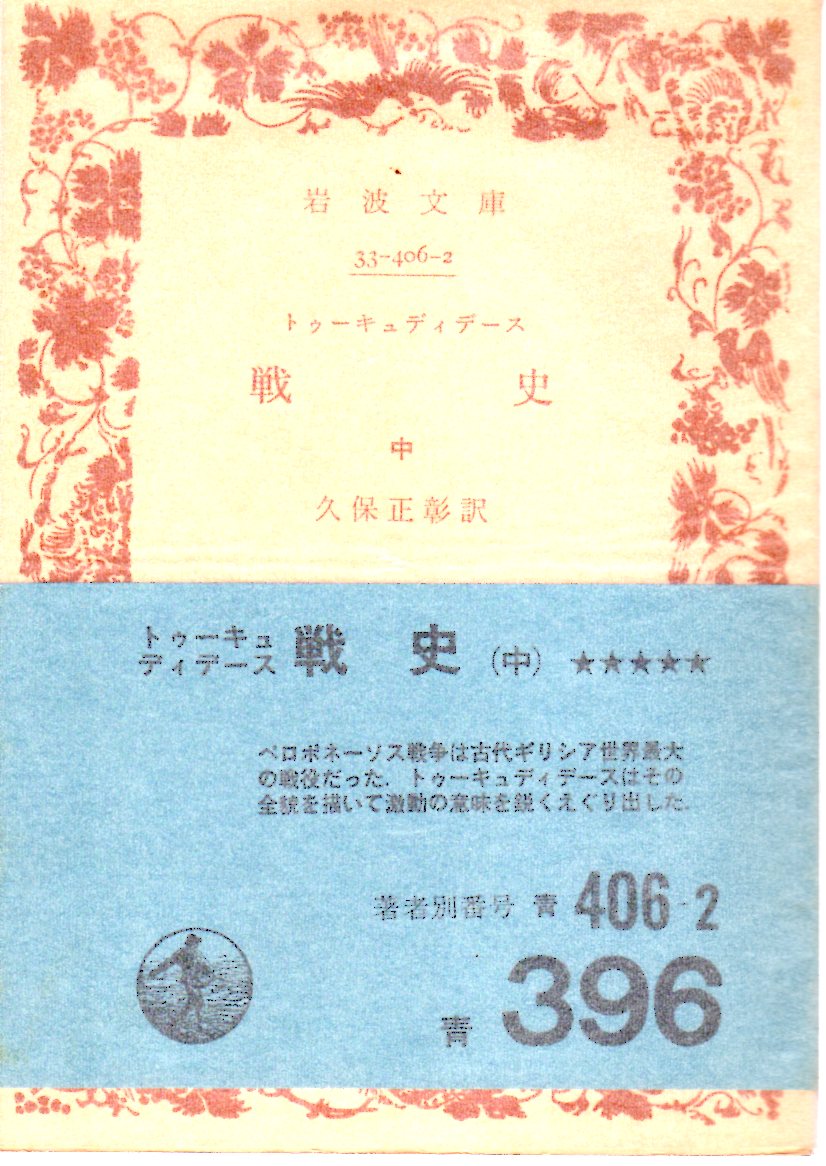 岩波文庫
33-406-2
トゥーキュディデース
戦史
中
久保正彰訳
トゥーキュ
ディデース 戦史 (中) ★★★★★
ペロポネーソス戦争は古代ギリシア世界最大
の戦役だった. トゥーキュディデースはその
全貌を描いて激動の意味を鋭くえぐり出した.
著者別番号 青 406-2
青 396